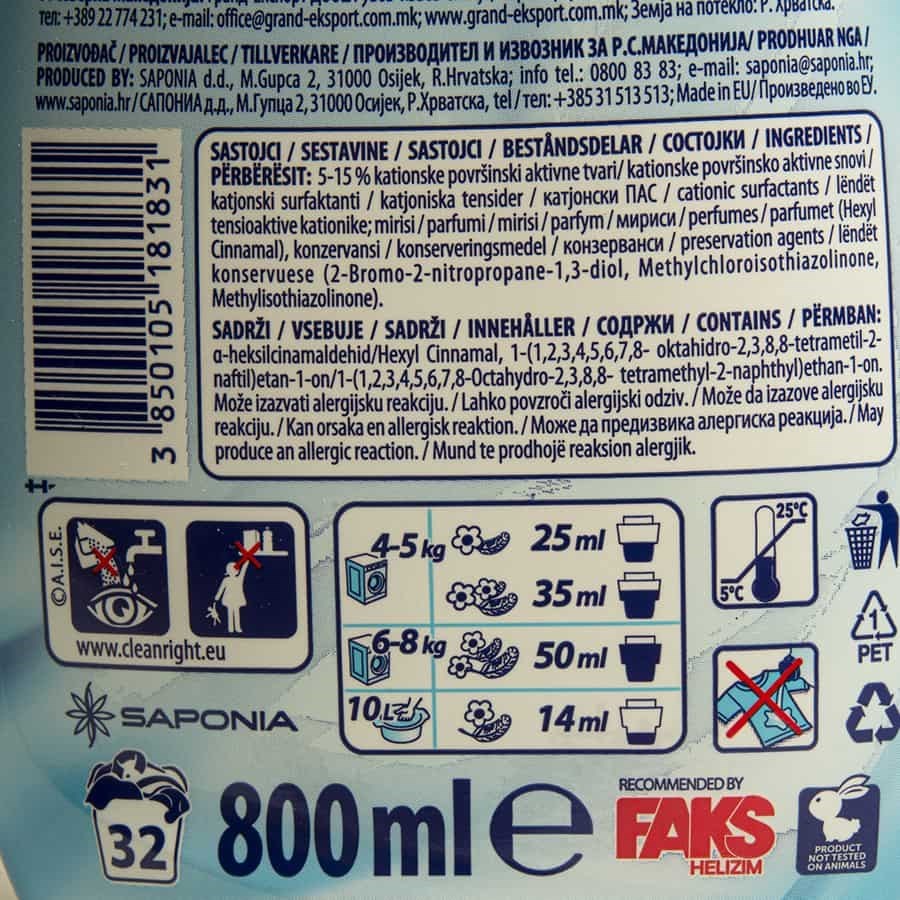 тел: +389 22 774 231; e-mail: office@grand-eksport.com.mk; www.grand-eksport.com.mk; Земја на потекло: Р. Хрватска.
PROIZVOĐAČ / PROIZVAJALEC / TILLVERKARE / ПРОИЗВОДИТЕЛ И ИЗВОЗНИК ЗА Р.С.МАКЕДОНИЈА/ PRODHUAR NGA /
PRODUCED BY: SAPONIA d.d., M.Gupca 2, 31000 Osijek, R.Hrvatska; info tel.: 0800 83 83; e-mail: saponia@saponia.hr;
www.saponia.hr / САПОНИА д.д., М.Гупца 2, 31000 Осијек, Р.Хрватска, tel / тел: +385 31 513 513; Made in EU/ Произведено во ЕУ.
3 850105 181831
SASTOJCI / SESTAVINE / SASTOJCI / BESTÅNDSDELAR / СОСТОЈКИ / INGREDIENTS /
PËRBËRËSIT: 5-15 % kationske površinski aktivne tvari/ kationske površinsko aktivne snovi /
katjonski surfaktanti / katjoniska tensider / катјонски ПАС / cationic surfactants / lëndët
tensioaktive kationike; mirisi / parfumi / mirisi / parfym / мириси / perfumes / parfumet (Hexyl
Cinnamal), konzervansi / konserveringsmedel / конзерванси / preservation agents / lëndët
konservuese (2-Bromo-2-nitropropane-1,3-diol, Methylchloroisothiazolinone,
Methylisothiazolinone).
SADRŽI / VSEBUJE / SADRŽI / INNEHÅLLER / СОДРЖИ / CONTAINS / PËRMBAN:
α-heksilcinamaldehid/Hexyl Cinnamal, 1-(1,2,3,4,5,6,7,8- oktahidro-2,3,8,8-tetrametil-2-
naftil)etan-1-on/1-(1,2,3,4,5,6,7,8-Octahydro-2,3,8,8- tetramethyl-2-naphthyl)ethan-1-on.
Može izazvati alergijsku reakciju. / Lahko povzroči alergijski odziv. / Može da izazove alergijsku
reakciju. / Kan orsaka en allergisk reaktion. / Може да предизвика алергиска реакција. / May
produce an allergic reaction. / Mund te prodhojë reaksion alergjik.
©A.I.S.E.
www.cleanright.eu
4-5 kg 25 ml
35 ml
6-8 kg 50 ml
10L 14 ml
25°C
5°C
1
PET
SAPONIA
32
800 ml e
RECOMMENDED BY
FAKS
HELIZIM
PRODUCT
NOT TESTED
ON ANIMALS